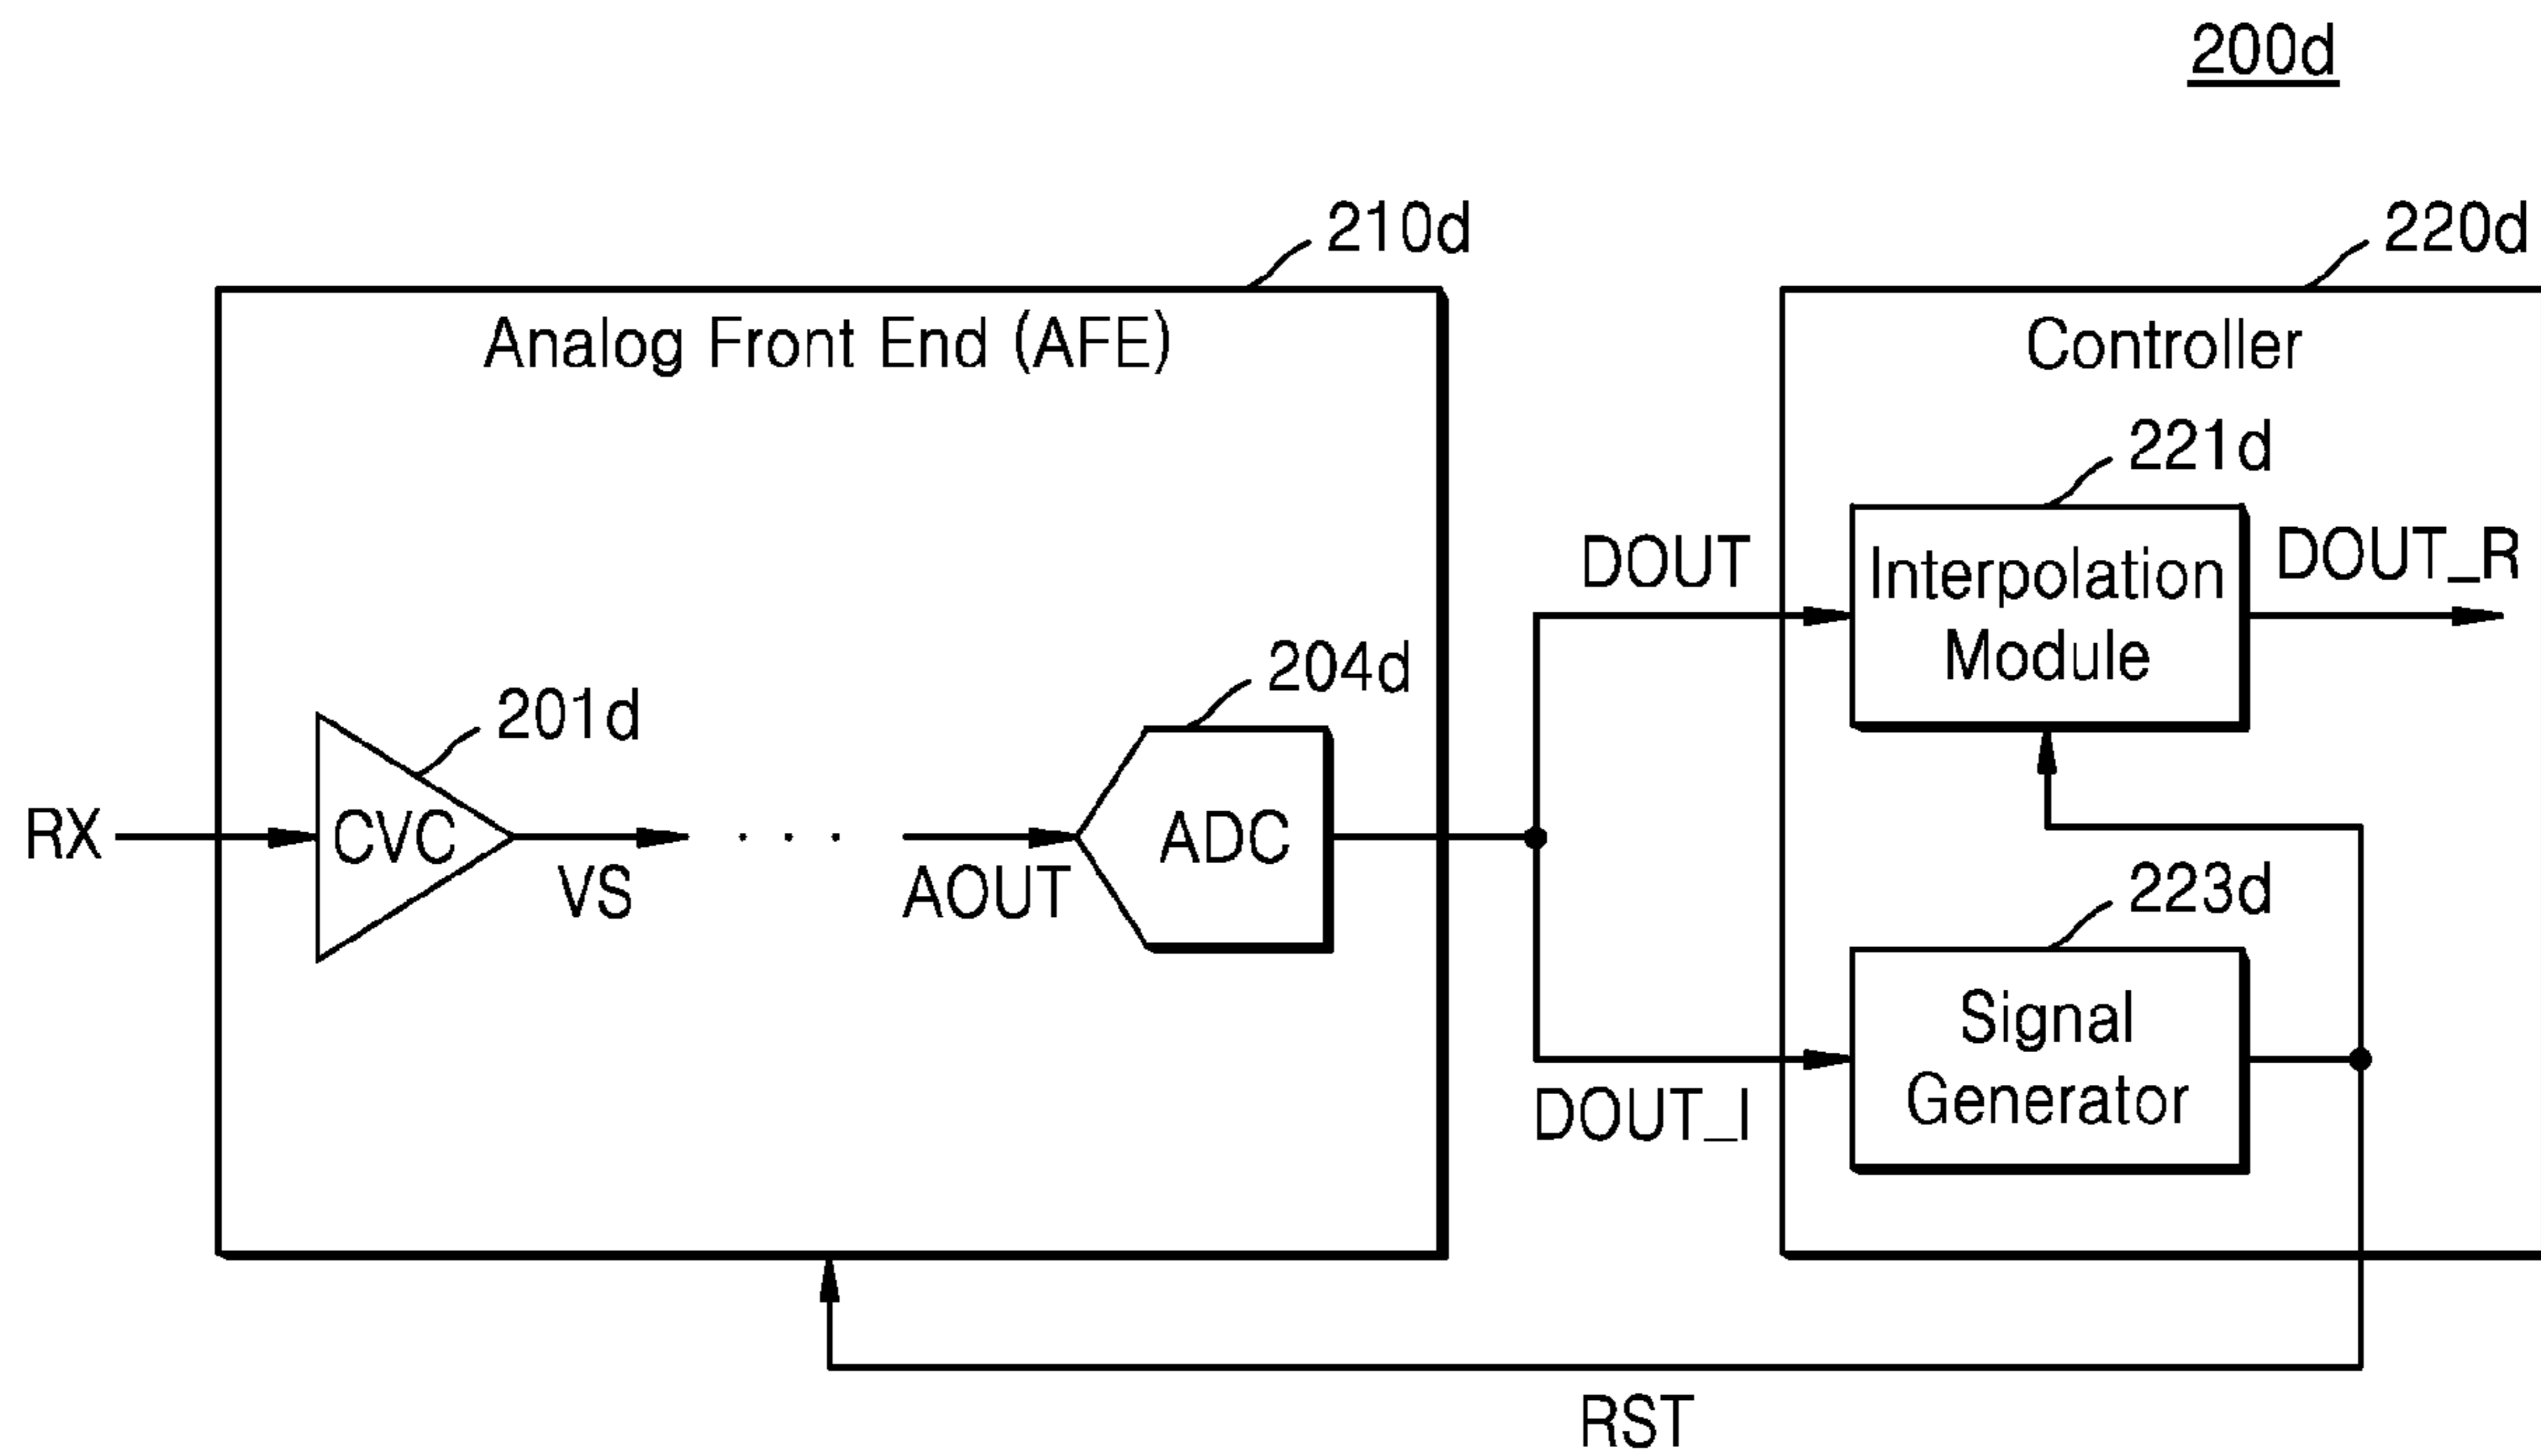 200d
210d
220d
Analog Front End (AFE)
Controller
221d
DOUT
Interpolation
Module
DOUT_R
204d
201d
RX
CVC
VS
. . .
AOUT
ADC
223d
Signal
Generator
DOUT_I
RST